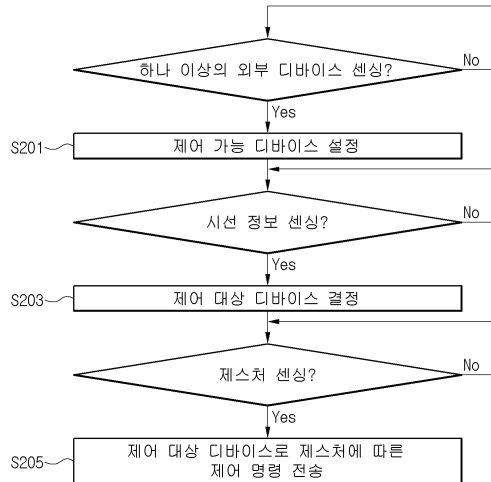 하나 이상의 외부 디바이스 센싱?
No
Yes
S201
제어 가능 디바이스 설정
시선 정보 센싱?
No
Yes
S203
제어 대상 디바이스 결정
제스처 센싱?
No
Yes
S205
제어 대상 디바이스로 제스처에 따른
제어 명령 전송